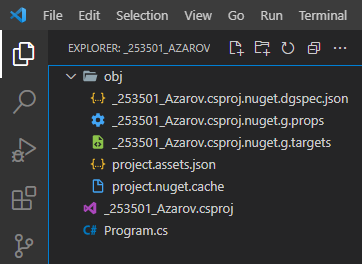 File Edit Selection View Go Run Terminal
EXPLORER: _253501_AZAROV
obj
{..} _253501_Azarov.csproj.nuget.dgspec.json
_253501_Azarov.csproj.nuget.g.props
_253501_Azarov.csproj.nuget.g.targets
{..} project.assets.json
project.nuget.cache
_253501_Azarov.csproj
C# Program.cs